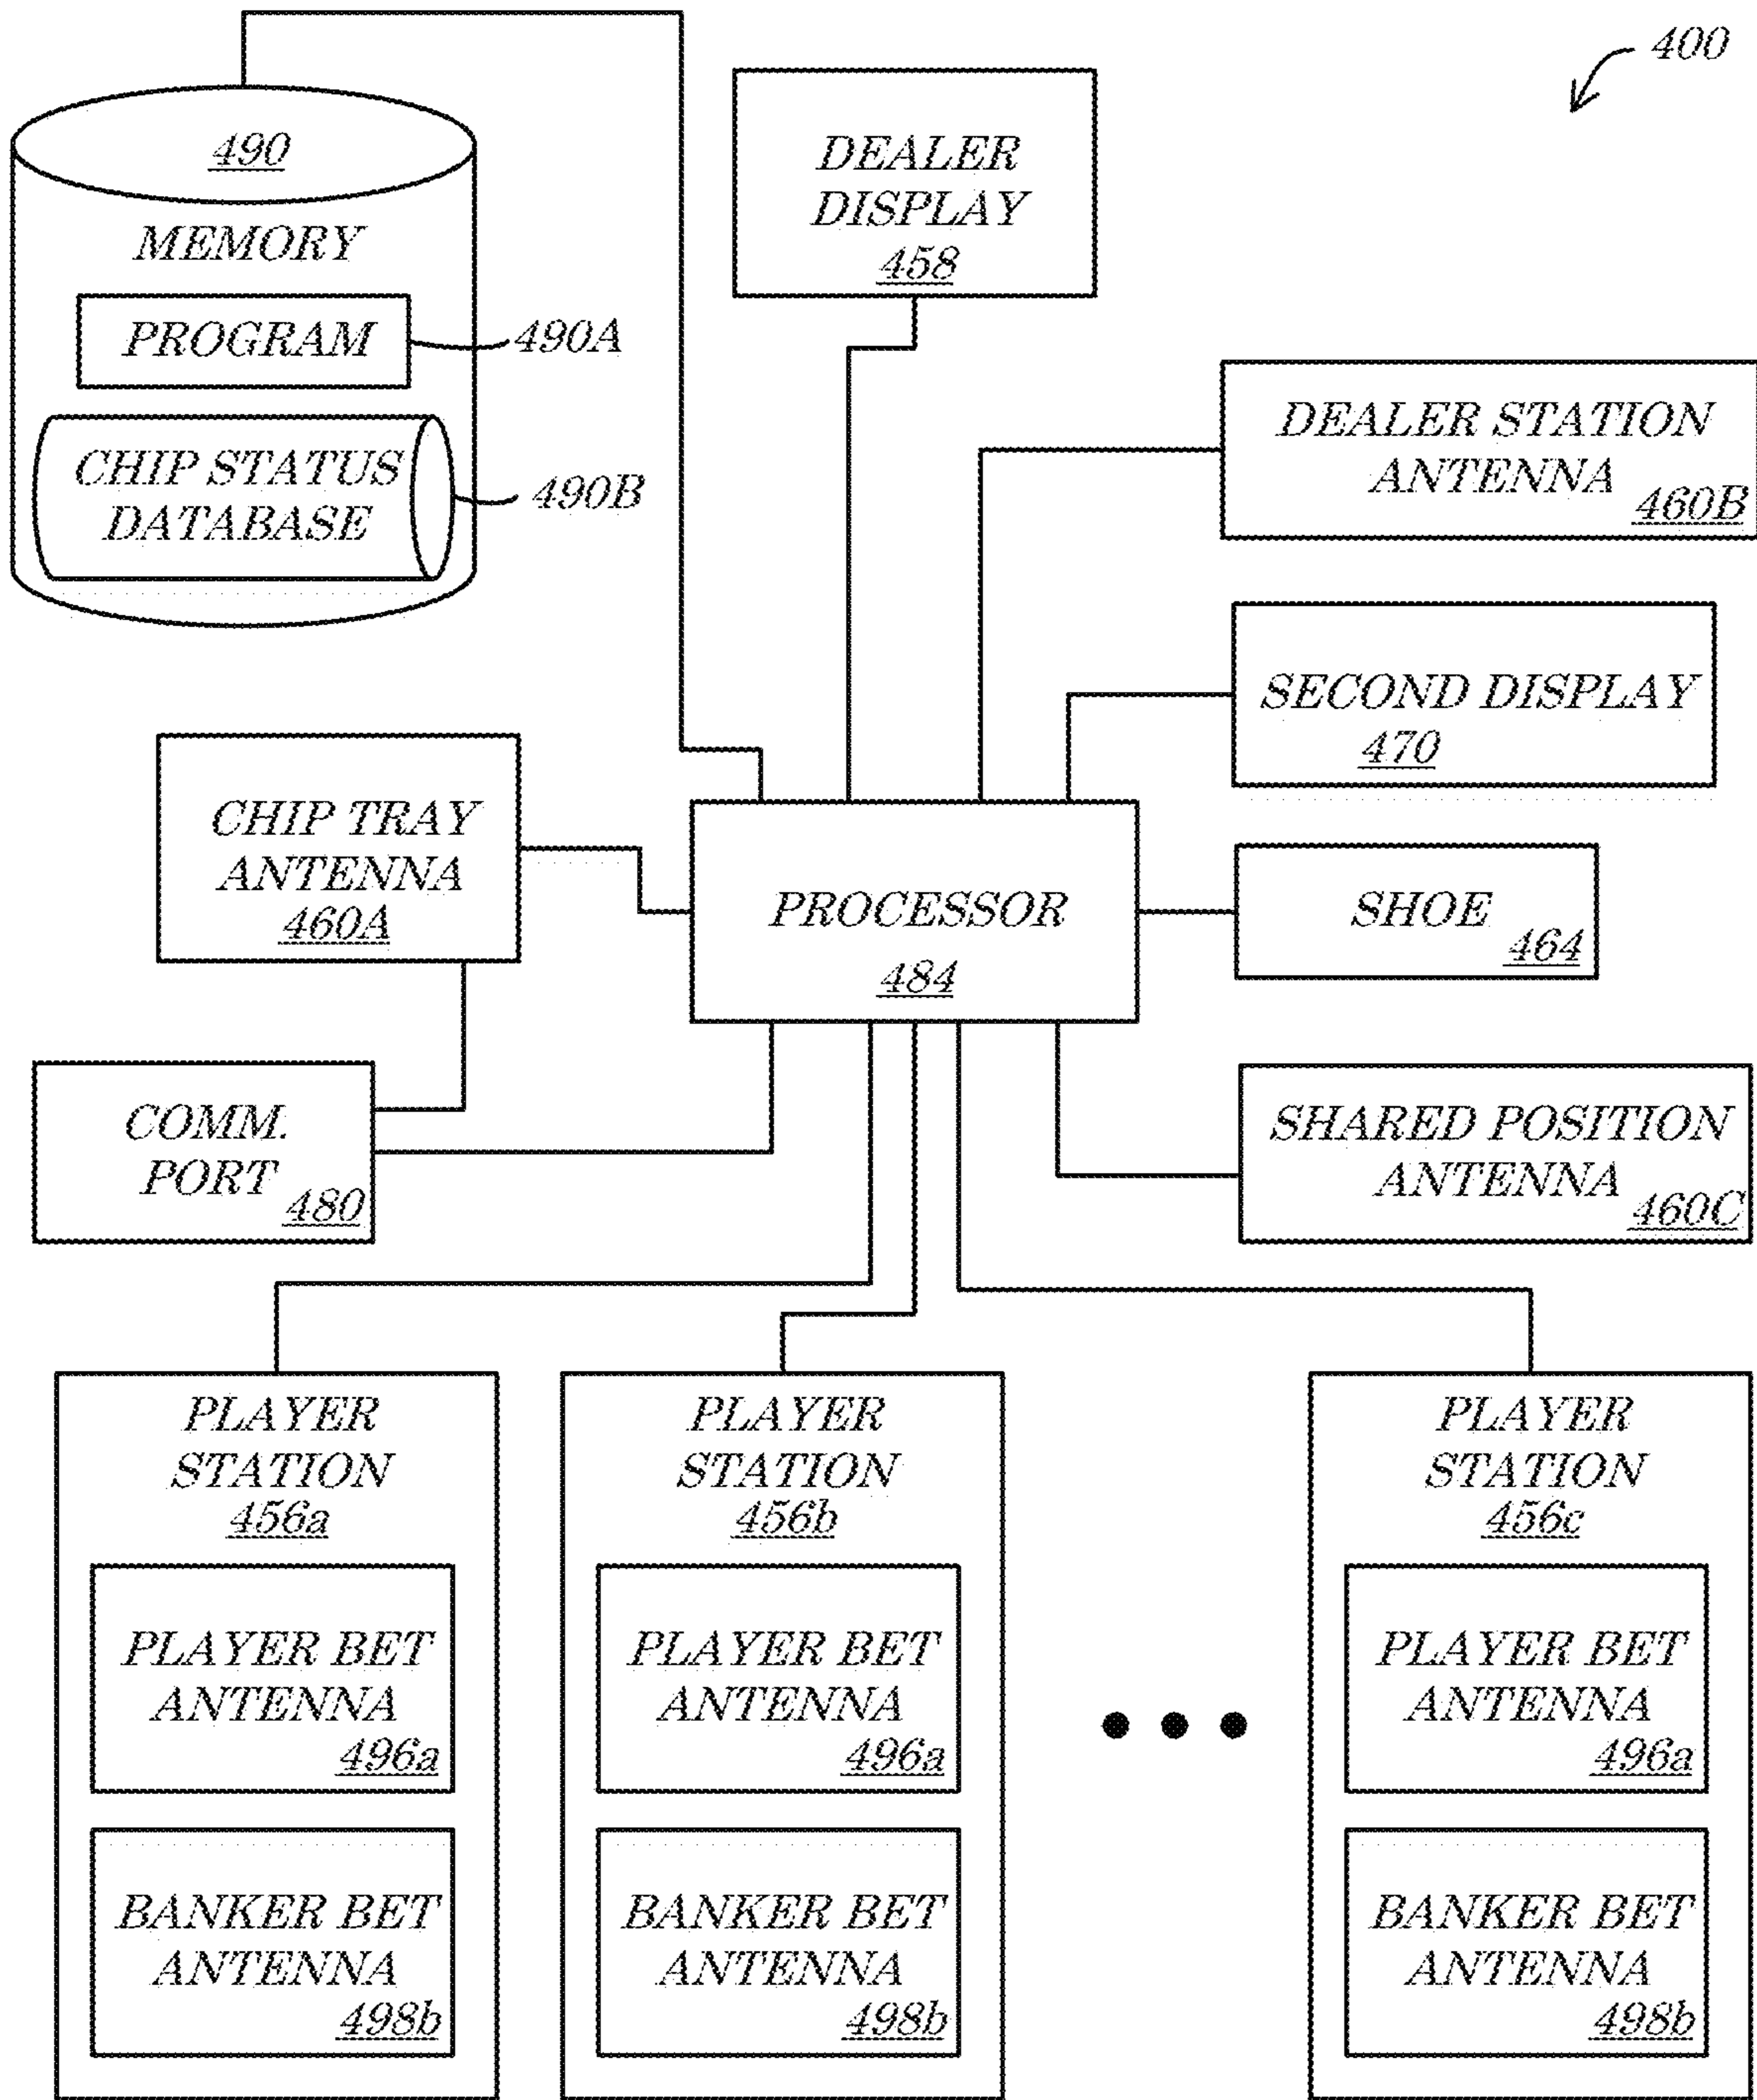 400
490
MEMORY
PROGRAM
490A
CHIP STATUS
DATABASE
490B
DEALER
DISPLAY
458
DEALER STATION
ANTENNA
460B
SECOND DISPLAY
470
CHIP TRAY
ANTENNA
460A
PROCESSOR
484
SHOE
464
COMM.
PORT
480
SHARED POSITION
ANTENNA
460C
PLAYER
STATION
456a
PLAYER BET
ANTENNA
496a
BANKER BET
ANTENNA
498b
PLAYER
STATION
456b
PLAYER BET
ANTENNA
496a
BANKER BET
ANTENNA
498b
PLAYER
STATION
456c
PLAYER BET
ANTENNA
496a
BANKER BET
ANTENNA
498b